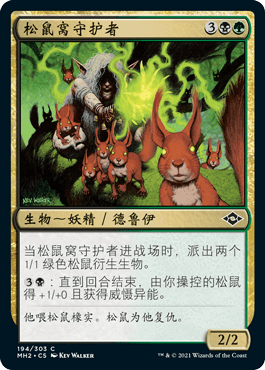 松鼠窝守护者 3
KEV WALKER
生物～妖精／德鲁伊
当松鼠窝守护者进战场时，派出两个
1/1绿色松鼠衍生生物。
3：直到回合结束，由你操控的松鼠
得+1/+0且获得威慑异能。
他喂松鼠橡实。松鼠为他复仇。
2/2
194/303 C
MH2 • CS KEV WALKER
™ & © 2021 Wizards of the Coast